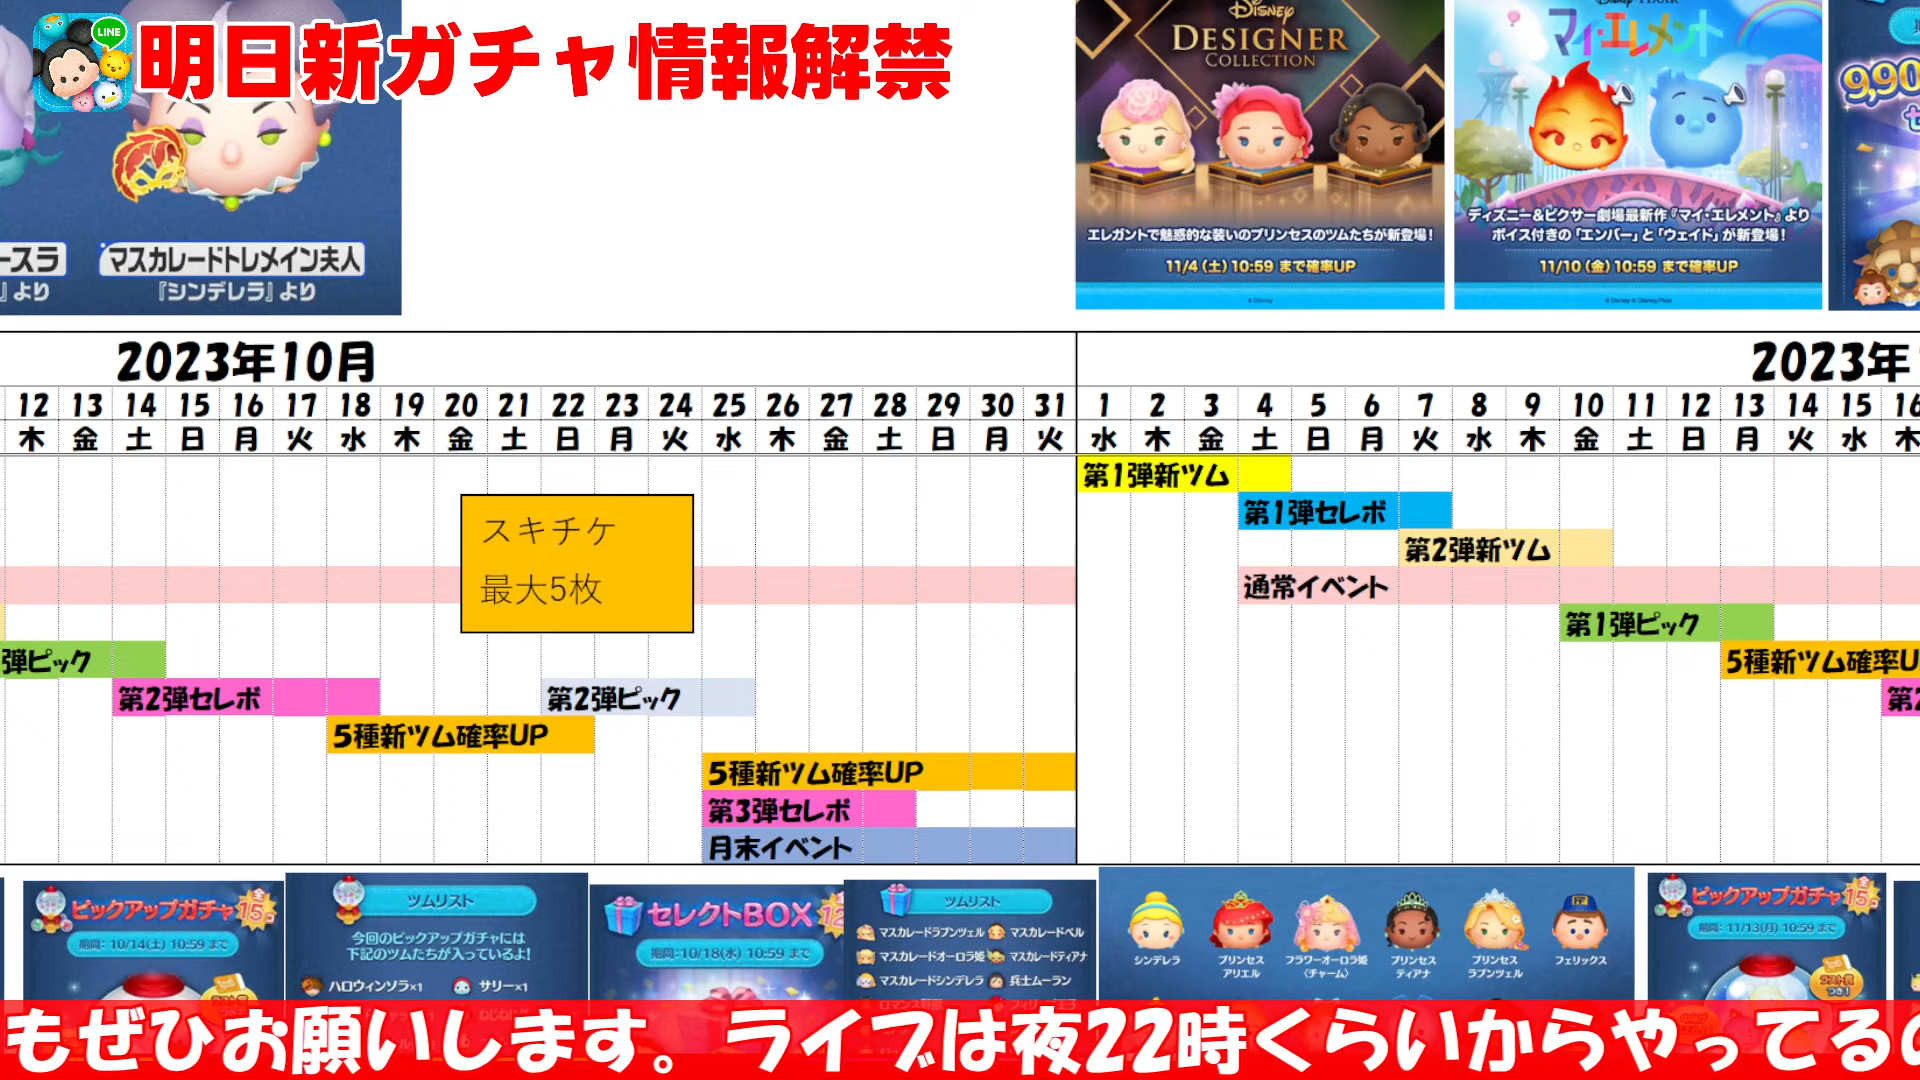 LINE
明日新ガチャ情報解禁
ースラ
』より
マスカレードトレメイン夫人
『シンデレラ』より
Disney
DESIGNER
COLLECTION
エレガントで魅惑的な装いのプリンセスのツムたちが新登場!
11/4（土）10:59 まで確率UP
© Disney
マイ・エレメント
ディズニー&ピクサー劇場最新作『マイ・エレメント』より
ボイス付きの「エンバー」と「ウェイド」が新登場!
11/10（金）10:59 まで確率UP
© Disney © Disney/Pixar
9,90
セ
2023年10月
2023年
12 13 14 15 16 17 18 19 20 21 22 23 24 25 26 27 28 29 30 31 1 2 3 4 5 6 7 8 9 10 11 12 13 14 15 16
木 金 土 日 月 火 水 木 金 土 日 月 火 水 木 金 土 日 月 火 水 木 金 土 日 月 火 水 木 金 土 日 月 火 水 木
第1弾新ツム
スキチケ
最大5枚
第1弾セレボ
第2弾新ツム
通常イベント
第1弾ピック
弾ピック
5種新ツム確率U
第2弾セレボ
第2弾ピック
第2
5種新ツム確率UP
5種新ツム確率UP
第3弾セレボ
月末イベント
ピックアップガチャ
全15
期間：10/14(土) 10:59 まで
ツムリスト
今回のピックアップガチャには
下記のツムたちが入っているよ!
ハロウィンソラ×1
サリー×1
セレクトBOX
期間:10/18(水) 10:59 まで
ツムリスト
マスカレードラプンツェル
マスカレードベル
マスカレードオーロラ姫
マスカレードティアナ
マスカレードシンデレラ
兵士ムーラン
シンデレラ
プリンセス
アリエル
フラワーオーロラ姫
〈チャーム〉
プリンセス
ティアナ
プリンセス
ラプンツェル
フェリックス
ピックアップガチャ
全15
期間：11/13(月) 10:59 まで
ラスト賞
つき!
もぜひお願いします。ライブは夜22時くらいからやってるの